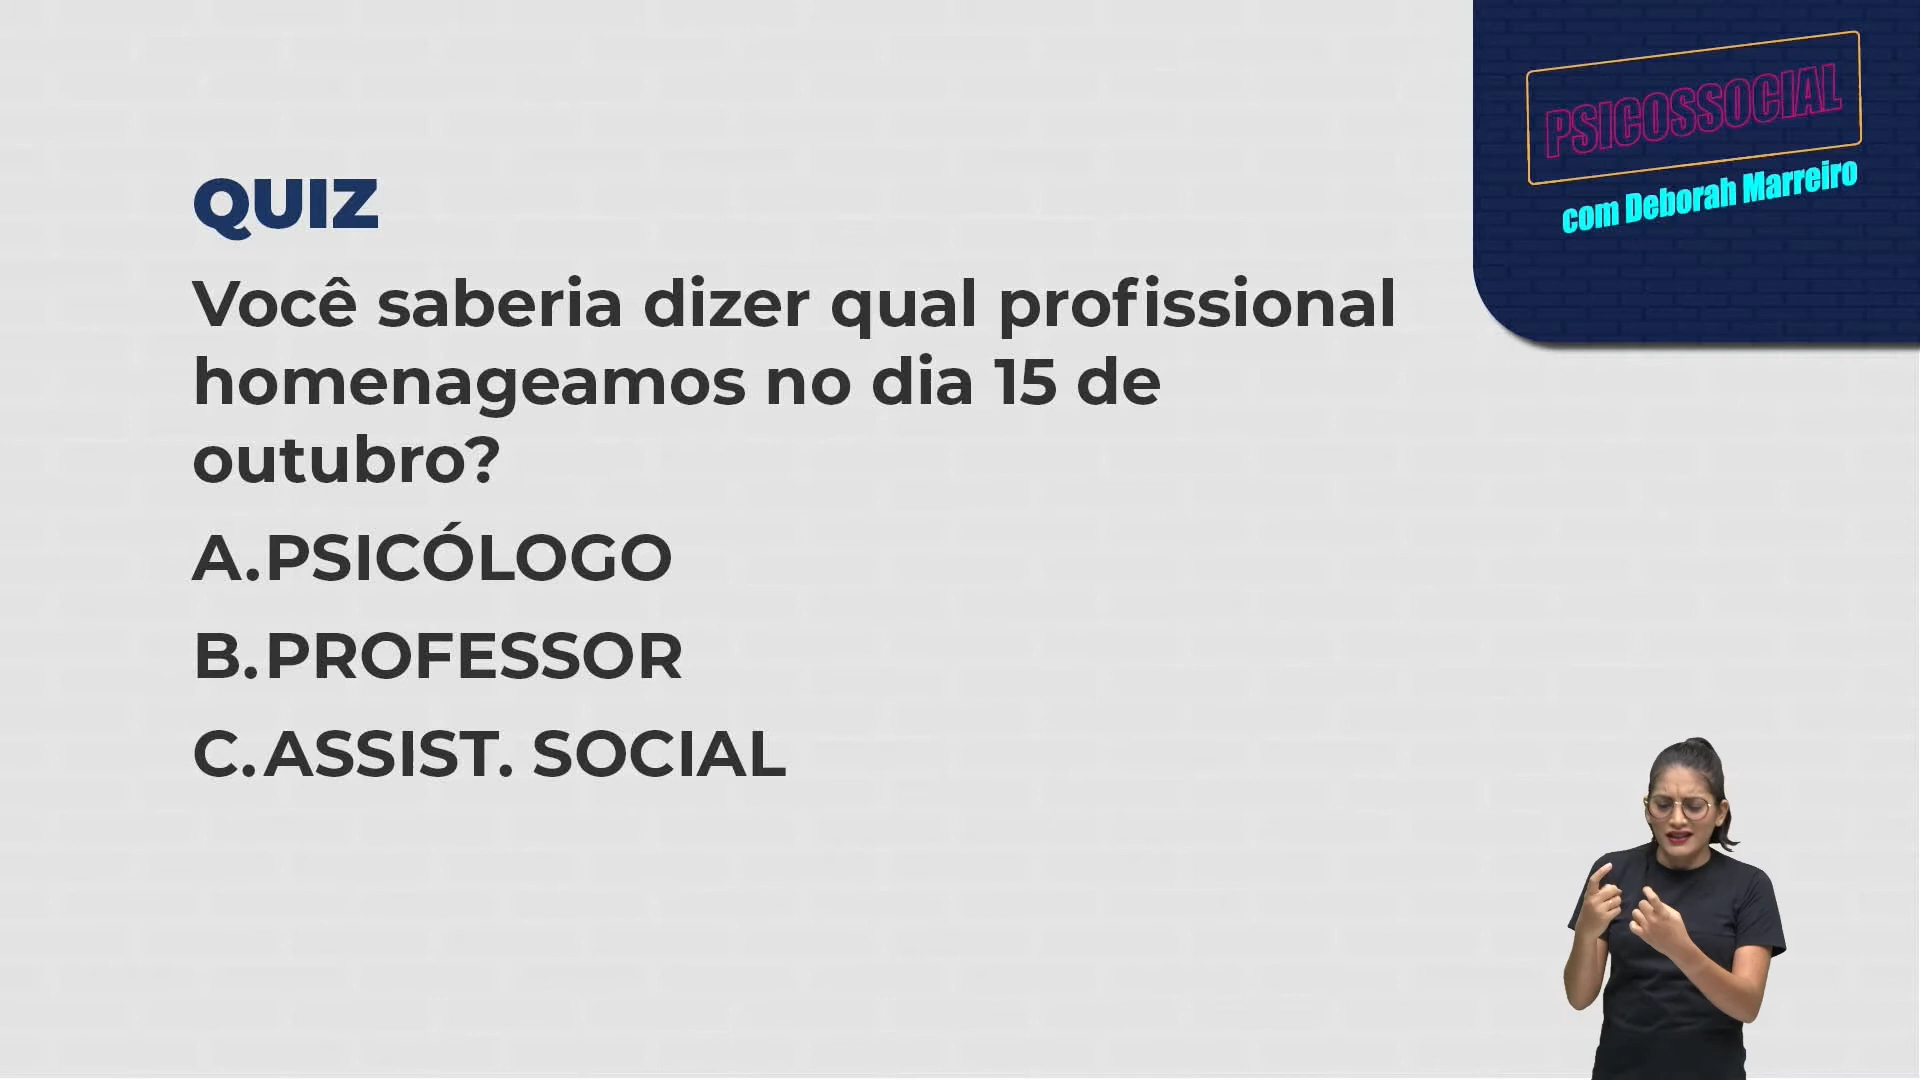 PSICOSSOCIAL
com Deborah Marreiro
QUIZ
Você saberia dizer qual profissional
homenageamos no dia 15 de
outubro?
A.PSICÓLOGO
B.PROFESSOR
C.ASSIST. SOCIAL